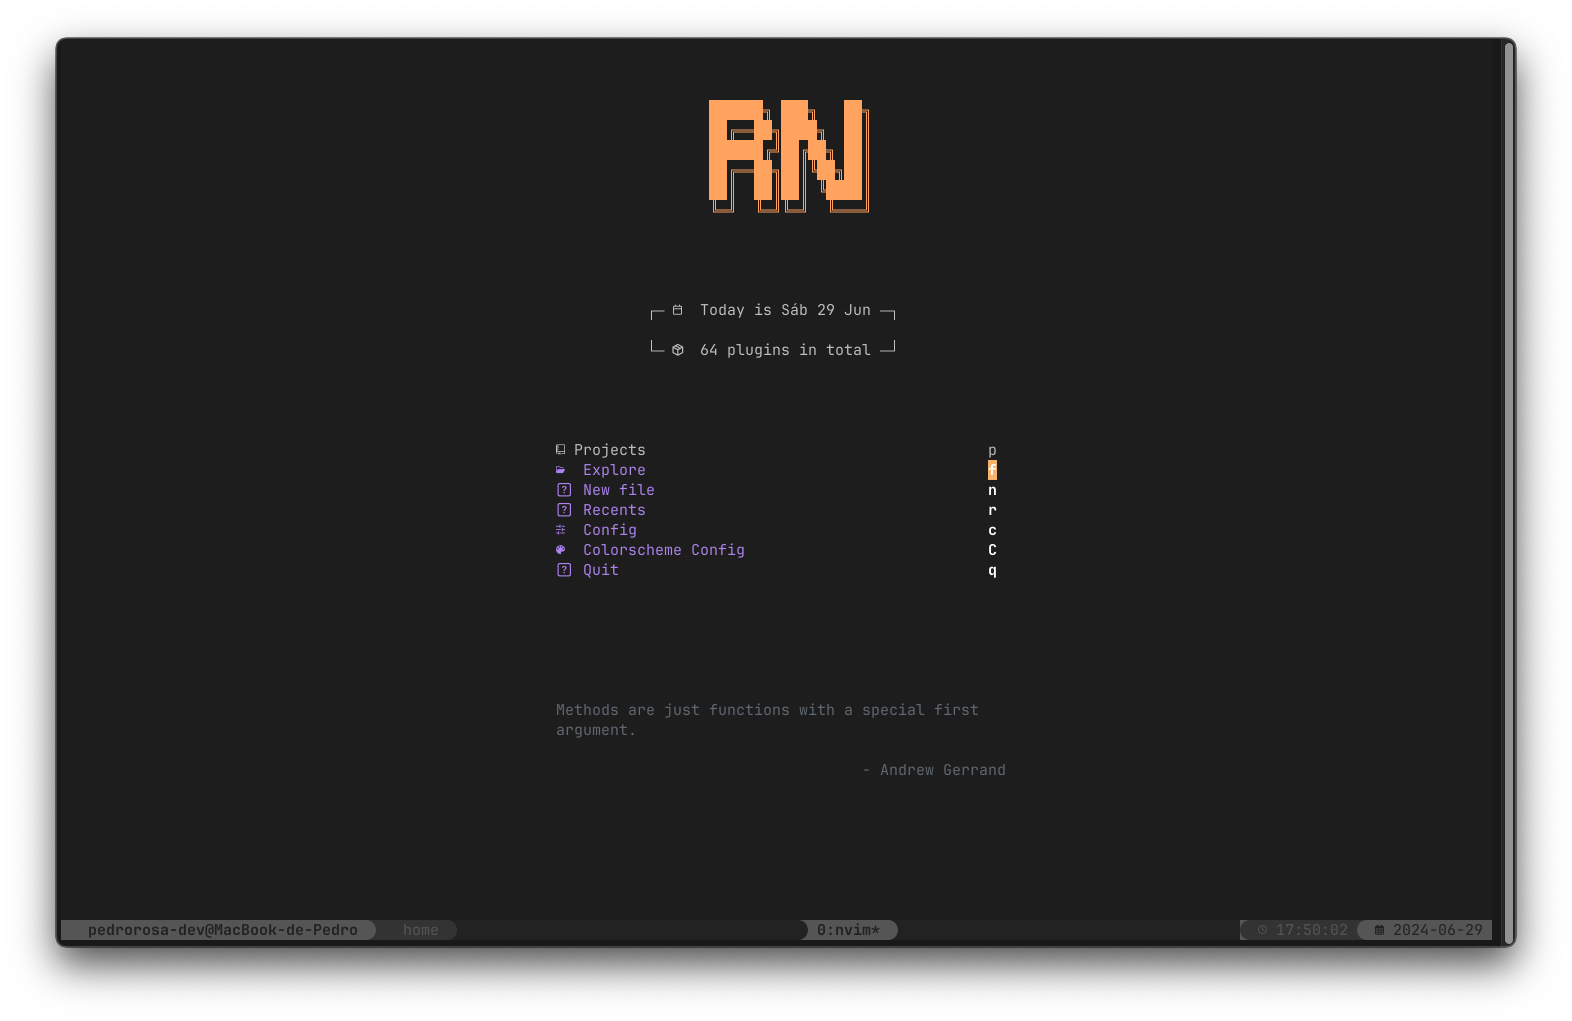 RN
Today is Sáb 29 Jun
64 plugins in total
Projects p
Explore f
New file n
Recents r
Config c
Colorscheme Config C
Quit q
Methods are just functions with a special first
argument.
- Andrew Gerrand
pedrorosa-dev@MacBook-de-Pedro home 0:nvim* 17:50:02 2024-06-29